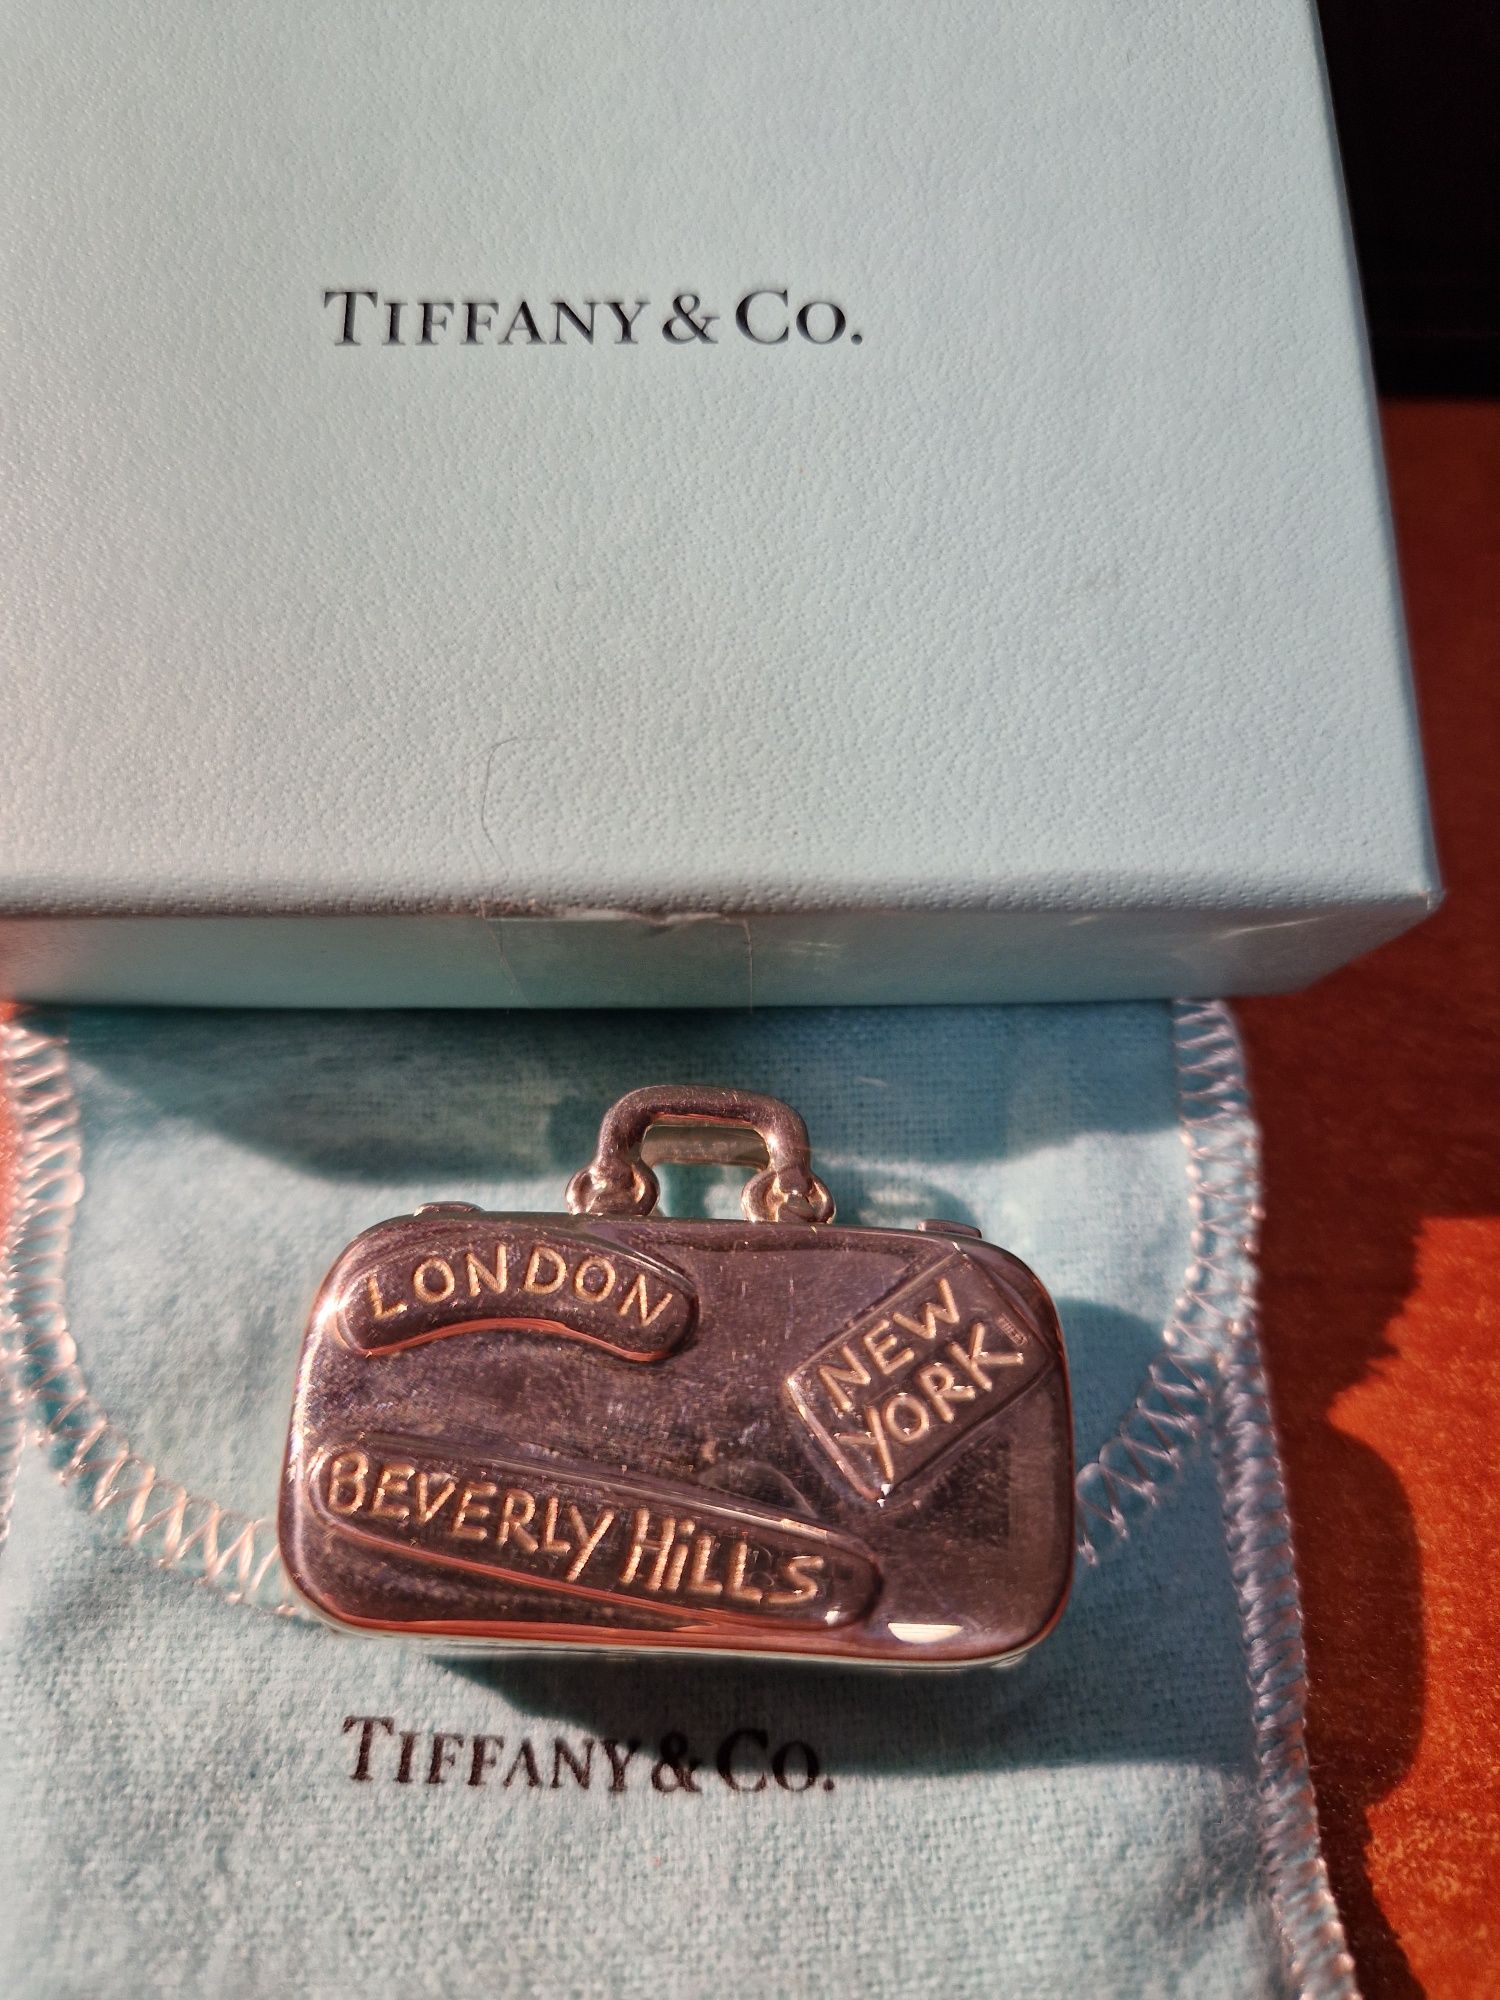 TIFFANY & CO.
LONDON
NEW
YORK
BEVERLY HiLLS
TIFFANY & CO.